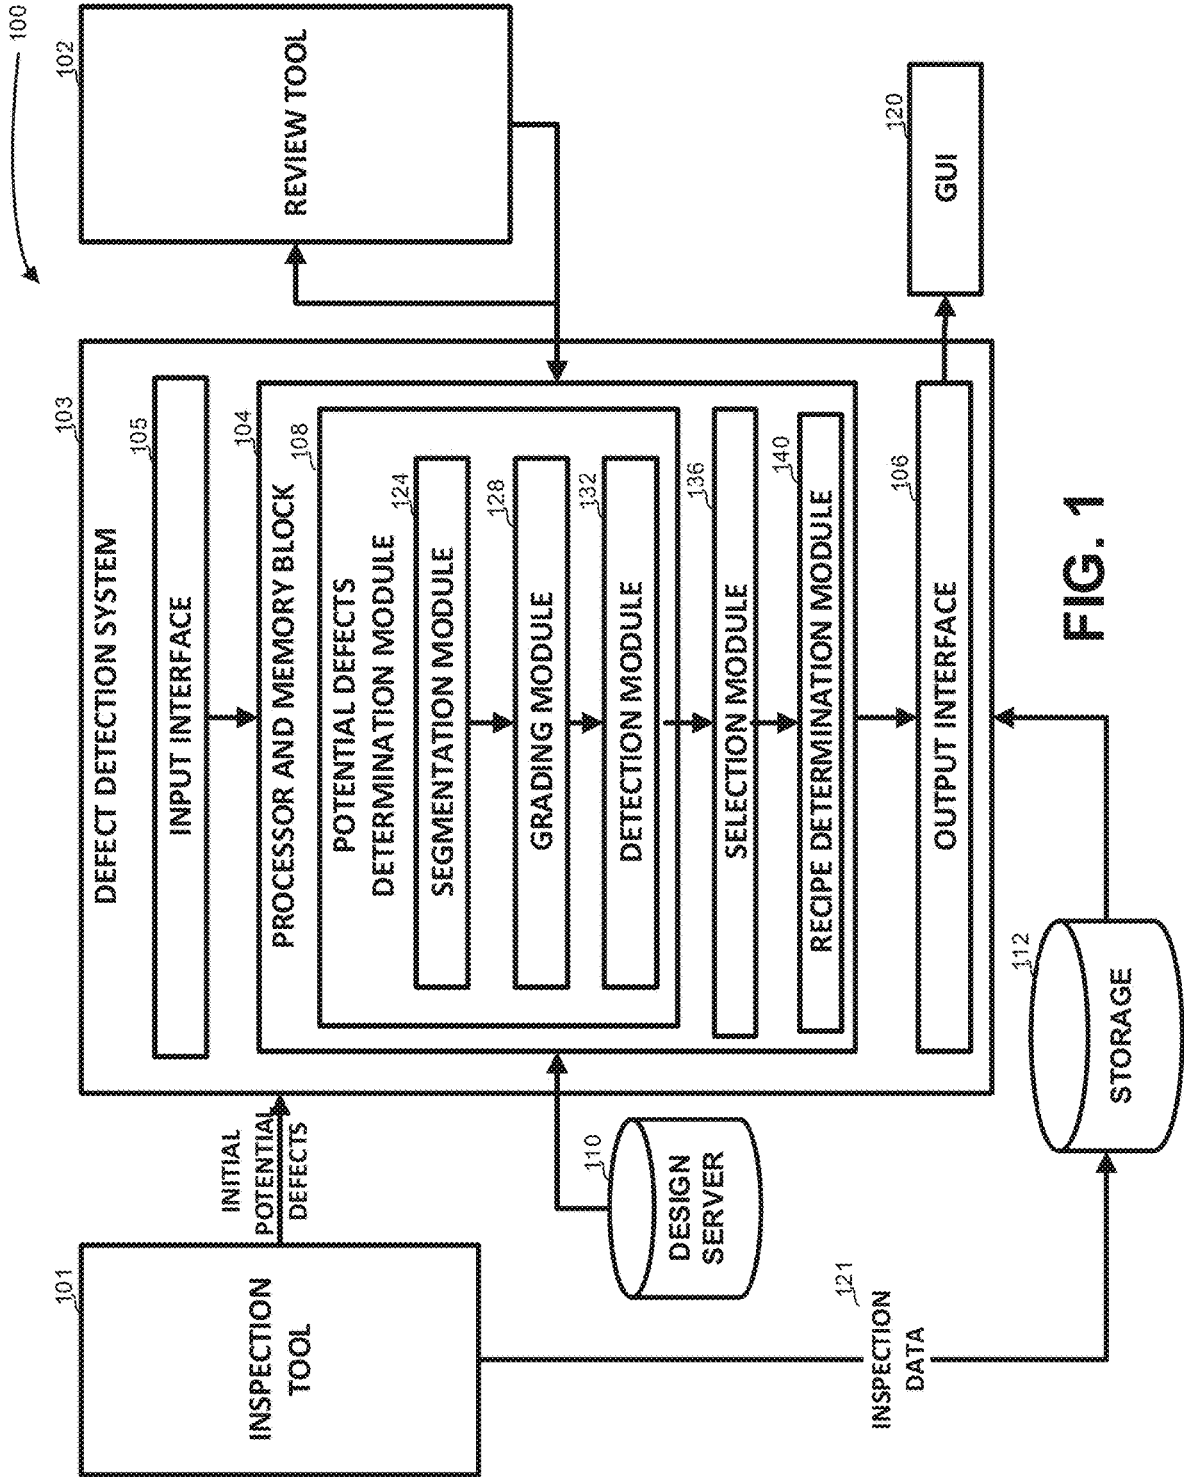 100
101
INSPECTION
TOOL
INITIAL
POTENTIAL
DEFECTS
103
DEFECT DETECTION SYSTEM
105
INPUT INTERFACE
104
PROCESSOR AND MEMORY BLOCK
108
POTENTIAL DEFECTS
DETERMINATION MODULE
124
SEGMENTATION MODULE
128
GRADING MODULE
132
DETECTION MODULE
136
SELECTION MODULE
140
RECIPE DETERMINATION MODULE
106
OUTPUT INTERFACE
102
REVIEW TOOL
110
DESIGN
SERVER
121
INSPECTION
DATA
112
STORAGE
120
GUI
FIG. 1